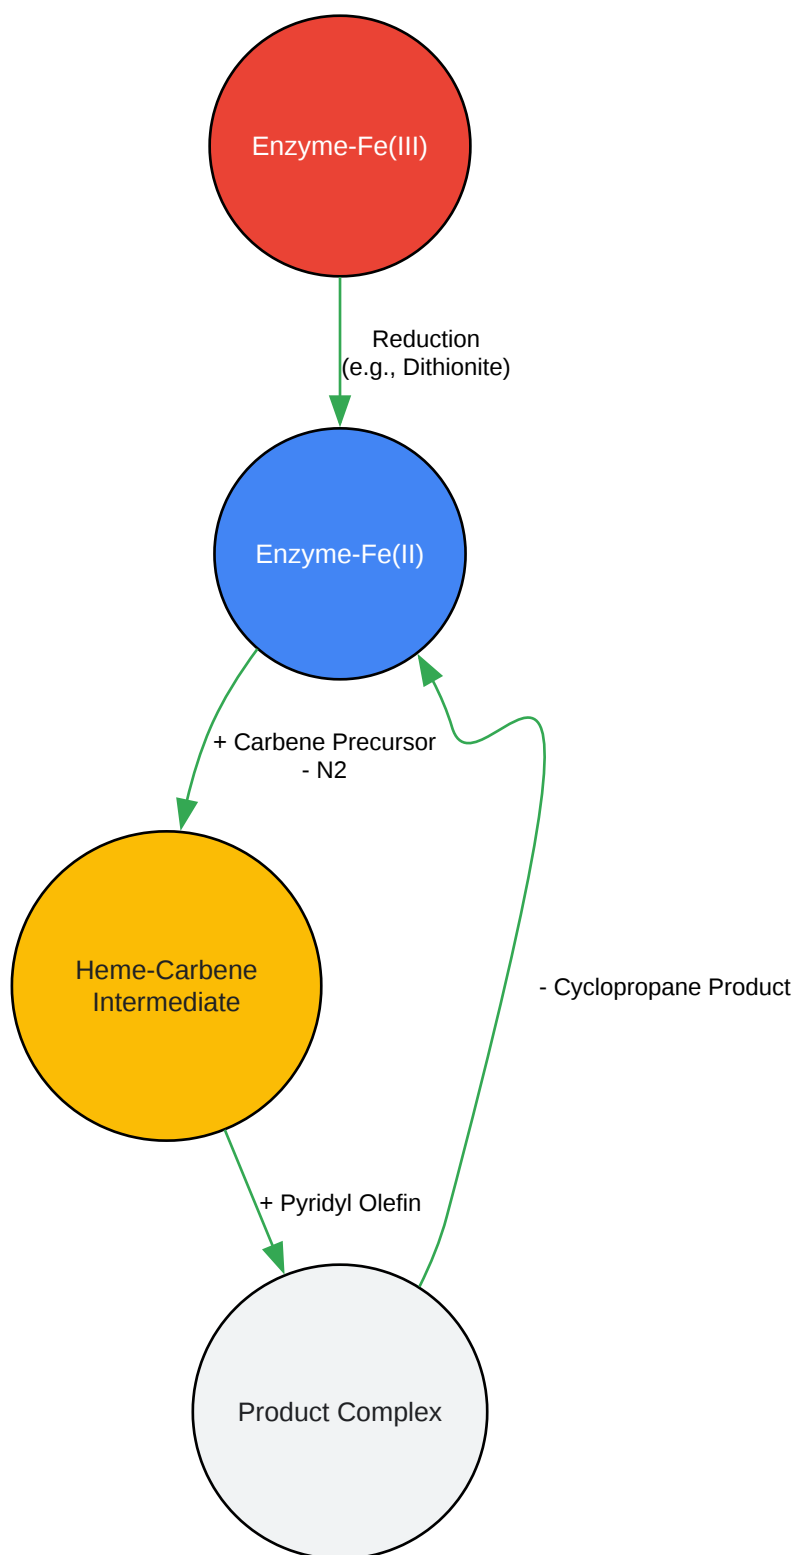 Enzyme-Fe(III)
Reduction
(e.g., Dithionite)
Enzyme-Fe(II)
+ Carbene Precursor
- N2
Heme-Carbene
Intermediate
- Cyclopropane Product
+ Pyridyl Olefin
Product Complex